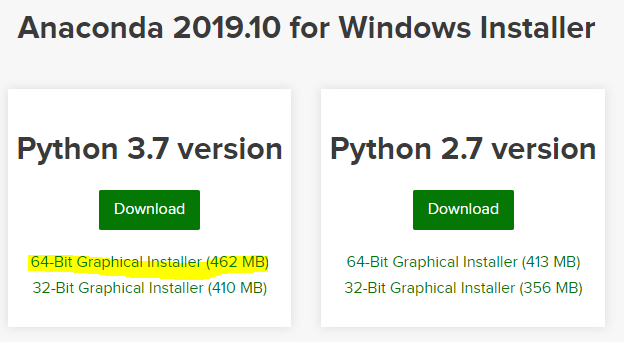 Anaconda 2019.10 for Windows Installer
Python 3.7 version
Download
64-Bit Graphical Installer (462 MB)
32-Bit Graphical Installer (410 MB)
Python 2.7 version
Download
64-Bit Graphical Installer (413 MB)
32-Bit Graphical Installer (356 MB)